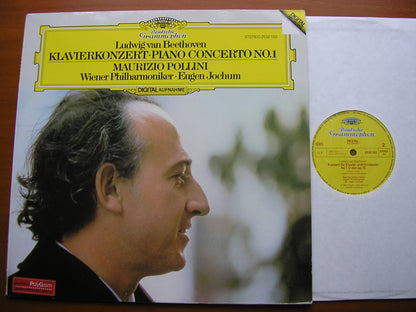 Deutsche
Grammophon
STEREO 2532 103
DIGITAL
Ludwig van Beethoven
KLAVIERKONZERT · PIANO CONCERTO NO.1
MAURIZIO POLLINI
Wiener Philharmoniker · Eugen Jochum
DIGITAL AUFNAHME
PolyGram
Deutsche
Grammophon
2